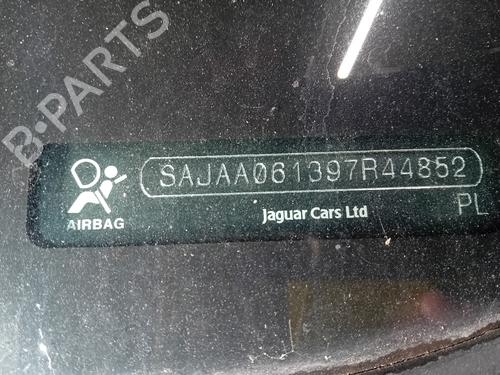 B-PARTS
SAJAA061397R44852
AIRBAG
Jaguar Cars Ltd
PL